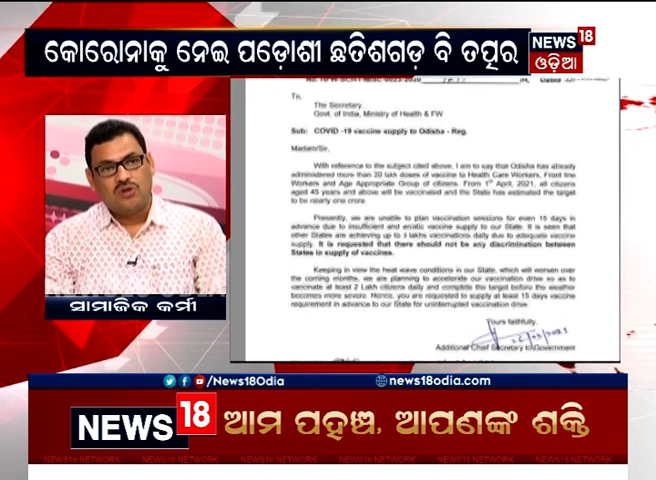 କୋରୋନାକୁ ନେଇ ପଡ଼ୋଶୀ ଛତିଶଗଡ଼ ବି ତତ୍ପର
NEWS 18
ଓଡ଼ିଆ
To,
The Secretary,
Govt. of India, Ministry of Health & FW
Sub: COVID -19 vaccine supply to Odisha - Reg.
Madam/Sir,
With reference to the subject cited above, I am to say that Odisha has already
administered more than 20 lakh doses of vaccine to Health Care Workers, Front line
Workers and Age Appropriate Group of citizens. From 1st April, 2021, all citizens
aged 45 years and above will be vaccinated and the State has estimated the target
to be nearly one crore.
Presently, we are unable to plan vaccination sessions for even 15 days in
advance due to insufficient and erratic vaccine supply to our State. It is seen that
other States are achieving up to 3 lakhs vaccinations daily due to adequate vaccine
supply. It is requested that there should not be any discrimination between
States in supply of vaccines.
Keeping in view the heat wave conditions in our State, which will worsen over
the coming months, we are planning to accelerate our vaccination drive so as to
vaccinate at least 2 Lakh citizens daily and complete the target before the weather
becomes more severe. Hence, you are requested to supply at least 15 days vaccine
requirement in advance to our State for uninterrupted vaccination drive.
Yours faithfully,
Additional Chief Secretary to Government
ସାମାଜିକ କର୍ମୀ
/News18Odia
news18odia.com
NEWS 18 ଆମ ପହଞ୍ଚ, ଆପଣଙ୍କ ଶକ୍ତି
NEWS18 NETWORK NEWS18 NETWORK NEWS18 NETWORK NEWS18 NETWORK NEWS18 NETWORK NEWS18 NETWORK